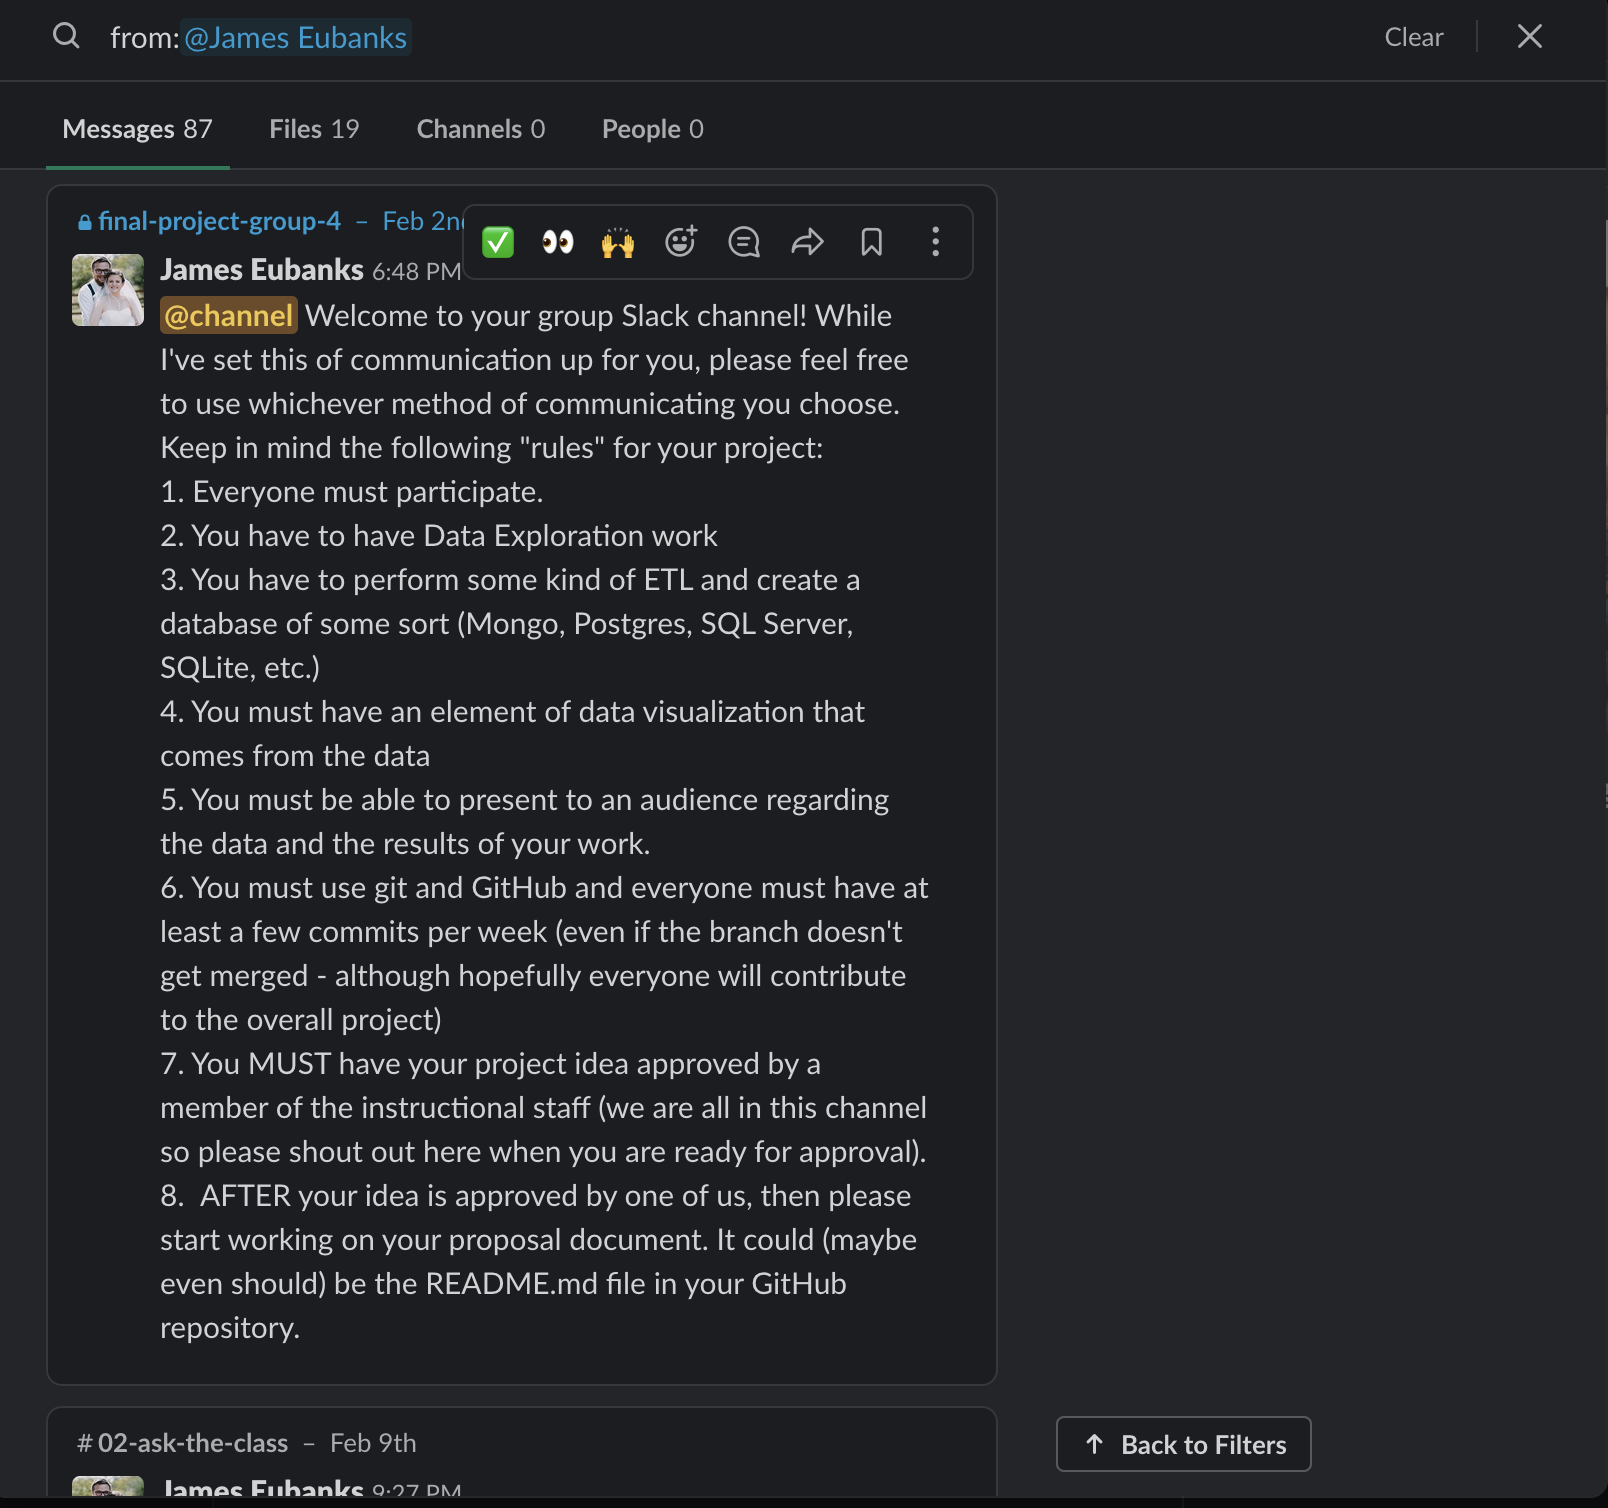 from: @James Eubanks
Clear
Messages 87
Files 19
Channels 0
People 0
final-project-group-4 – Feb 2nd
James Eubanks 6:48 PM
@channel Welcome to your group Slack channel! While
I've set this of communication up for you, please feel free
to use whichever method of communicating you choose.
Keep in mind the following "rules" for your project:
1. Everyone must participate.
2. You have to have Data Exploration work
3. You have to perform some kind of ETL and create a
database of some sort (Mongo, Postgres, SQL Server,
SQLite, etc.)
4. You must have an element of data visualization that
comes from the data
5. You must be able to present to an audience regarding
the data and the results of your work.
6. You must use git and GitHub and everyone must have at
least a few commits per week (even if the branch doesn't
get merged - although hopefully everyone will contribute
to the overall project)
7. You MUST have your project idea approved by a
member of the instructional staff (we are all in this channel
so please shout out here when you are ready for approval).
8.  AFTER your idea is approved by one of us, then please
start working on your proposal document. It could (maybe
even should) be the README.md file in your GitHub
repository.
# 02-ask-the-class – Feb 9th
James Eubanks 9:27 PM
Back to Filters